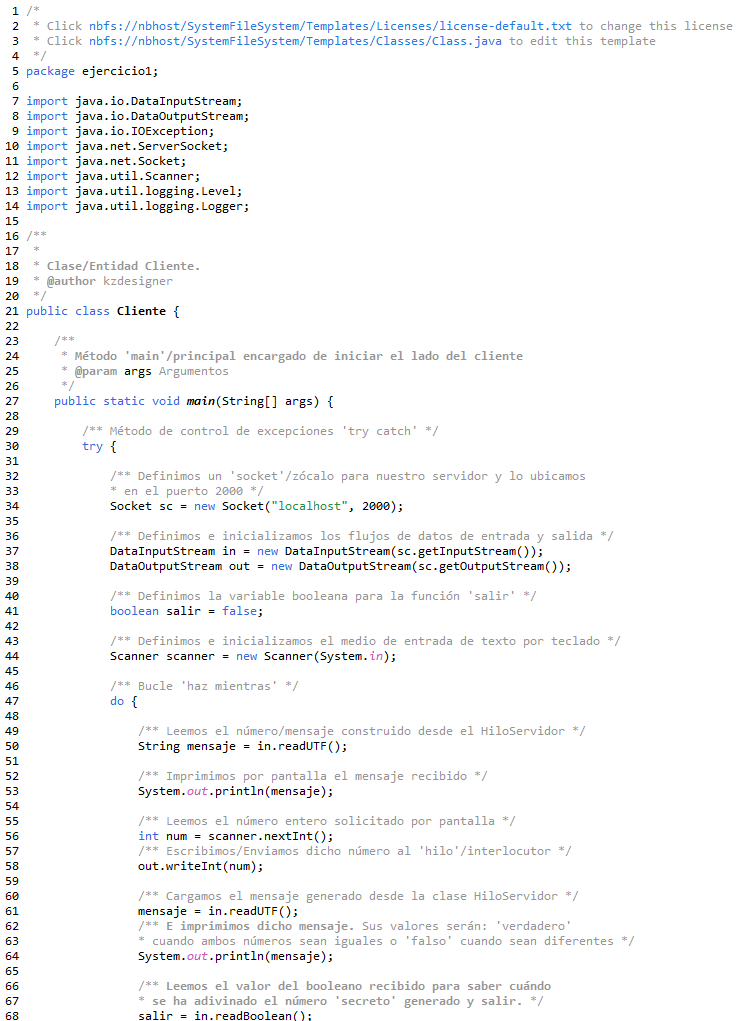 1 /*
2  * Click nbfs://nbhost/SystemFileSystem/Templates/Licenses/license-default.txt to change this license
3  * Click nbfs://nbhost/SystemFileSystem/Templates/Classes/Class.java to edit this template
4  */
5 package ejercicio1;
6
7 import java.io.DataInputStream;
8 import java.io.DataOutputStream;
9 import java.io.IOException;
10 import java.net.ServerSocket;
11 import java.net.Socket;
12 import java.util.Scanner;
13 import java.util.logging.Level;
14 import java.util.logging.Logger;
15
16 /**
17  *
18  * Clase/Entidad Cliente.
19  * @author kzdesigner
20  */
21 public class Cliente {
22
23     /**
24      * Método 'main'/principal encargado de iniciar el lado del cliente
25      * @param args Argumentos
26      */
27     public static void main(String[] args) {
28
29         /** Método de control de excepciones 'try catch' */
30         try {
31
32             /** Definimos un 'socket'/zócalo para nuestro servidor y lo ubicamos
33             * en el puerto 2000 */
34             Socket sc = new Socket("localhost", 2000);
35
36             /** Definimos e inicializamos los flujos de datos de entrada y salida */
37             DataInputStream in = new DataInputStream(sc.getInputStream());
38             DataOutputStream out = new DataOutputStream(sc.getOutputStream());
39
40             /** Definimos la variable booleana para la función 'salir' */
41             boolean salir = false;
42
43             /** Definimos e inicializamos el medio de entrada de texto por teclado */
44             Scanner scanner = new Scanner(System.in);
45
46             /** Bucle 'haz mientras' */
47             do {
48
49                 /** Leemos el número/mensaje construido desde el HiloServidor */
50                 String mensaje = in.readUTF();
51
52                 /** Imprimimos por pantalla el mensaje recibido */
53                 System.out.println(mensaje);
54
55                 /** Leemos el número entero solicitado por pantalla */
56                 int num = scanner.nextInt();
57                 /** Escribimos/Enviamos dicho número al 'hilo'/interlocutor */
58                 out.writeInt(num);
59
60                 /** Cargamos el mensaje generado desde la clase HiloServidor */
61                 mensaje = in.readUTF();
62                 /** E imprimimos dicho mensaje. Sus valores serán: 'verdadero'
63                 * cuando ambos números sean iguales o 'falso' cuando sean diferentes */
64                 System.out.println(mensaje);
65
66                 /** Leemos el valor del booleano recibido para saber cuándo
67                 * se ha adivinado el número 'secreto' generado y salir. */
68                 salir = in.readBoolean();